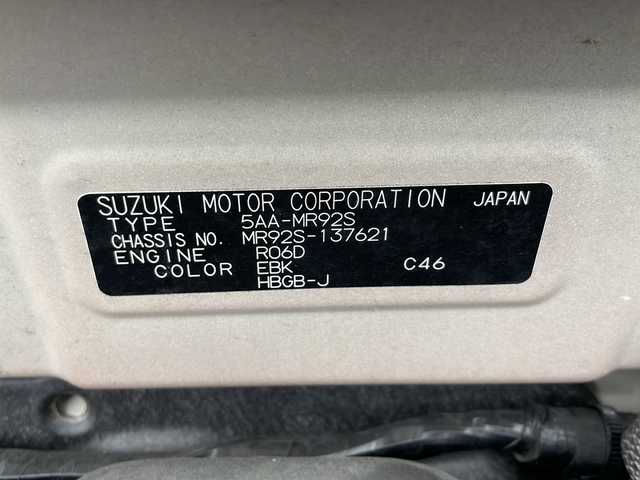 SUZUKI MOTOR CORPORATION JAPAN
TYPE 5AA-MR92S
CHASSIS NO. MR92S-137621
ENGINE R06D
COLOR EBK C46
HBGB-J